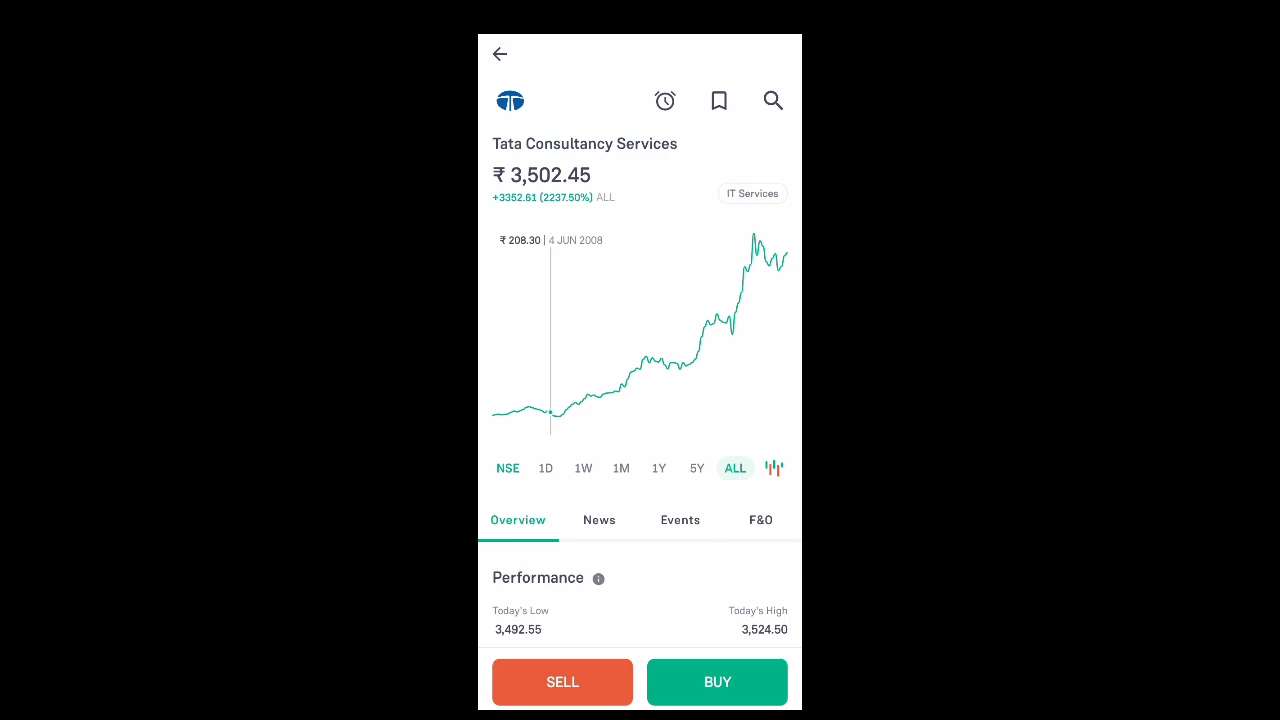 Tata Consultancy Services
₹ 3,502.45
+3352.61 (2237.50%) ALL
IT Services
₹ 208.30 | 4 JUN 2008
NSE 1D 1W 1M 1Y 5Y ALL
Overview News Events F&O
Performance
Today's Low Today's High
3,492.55 3,524.50
SELL BUY